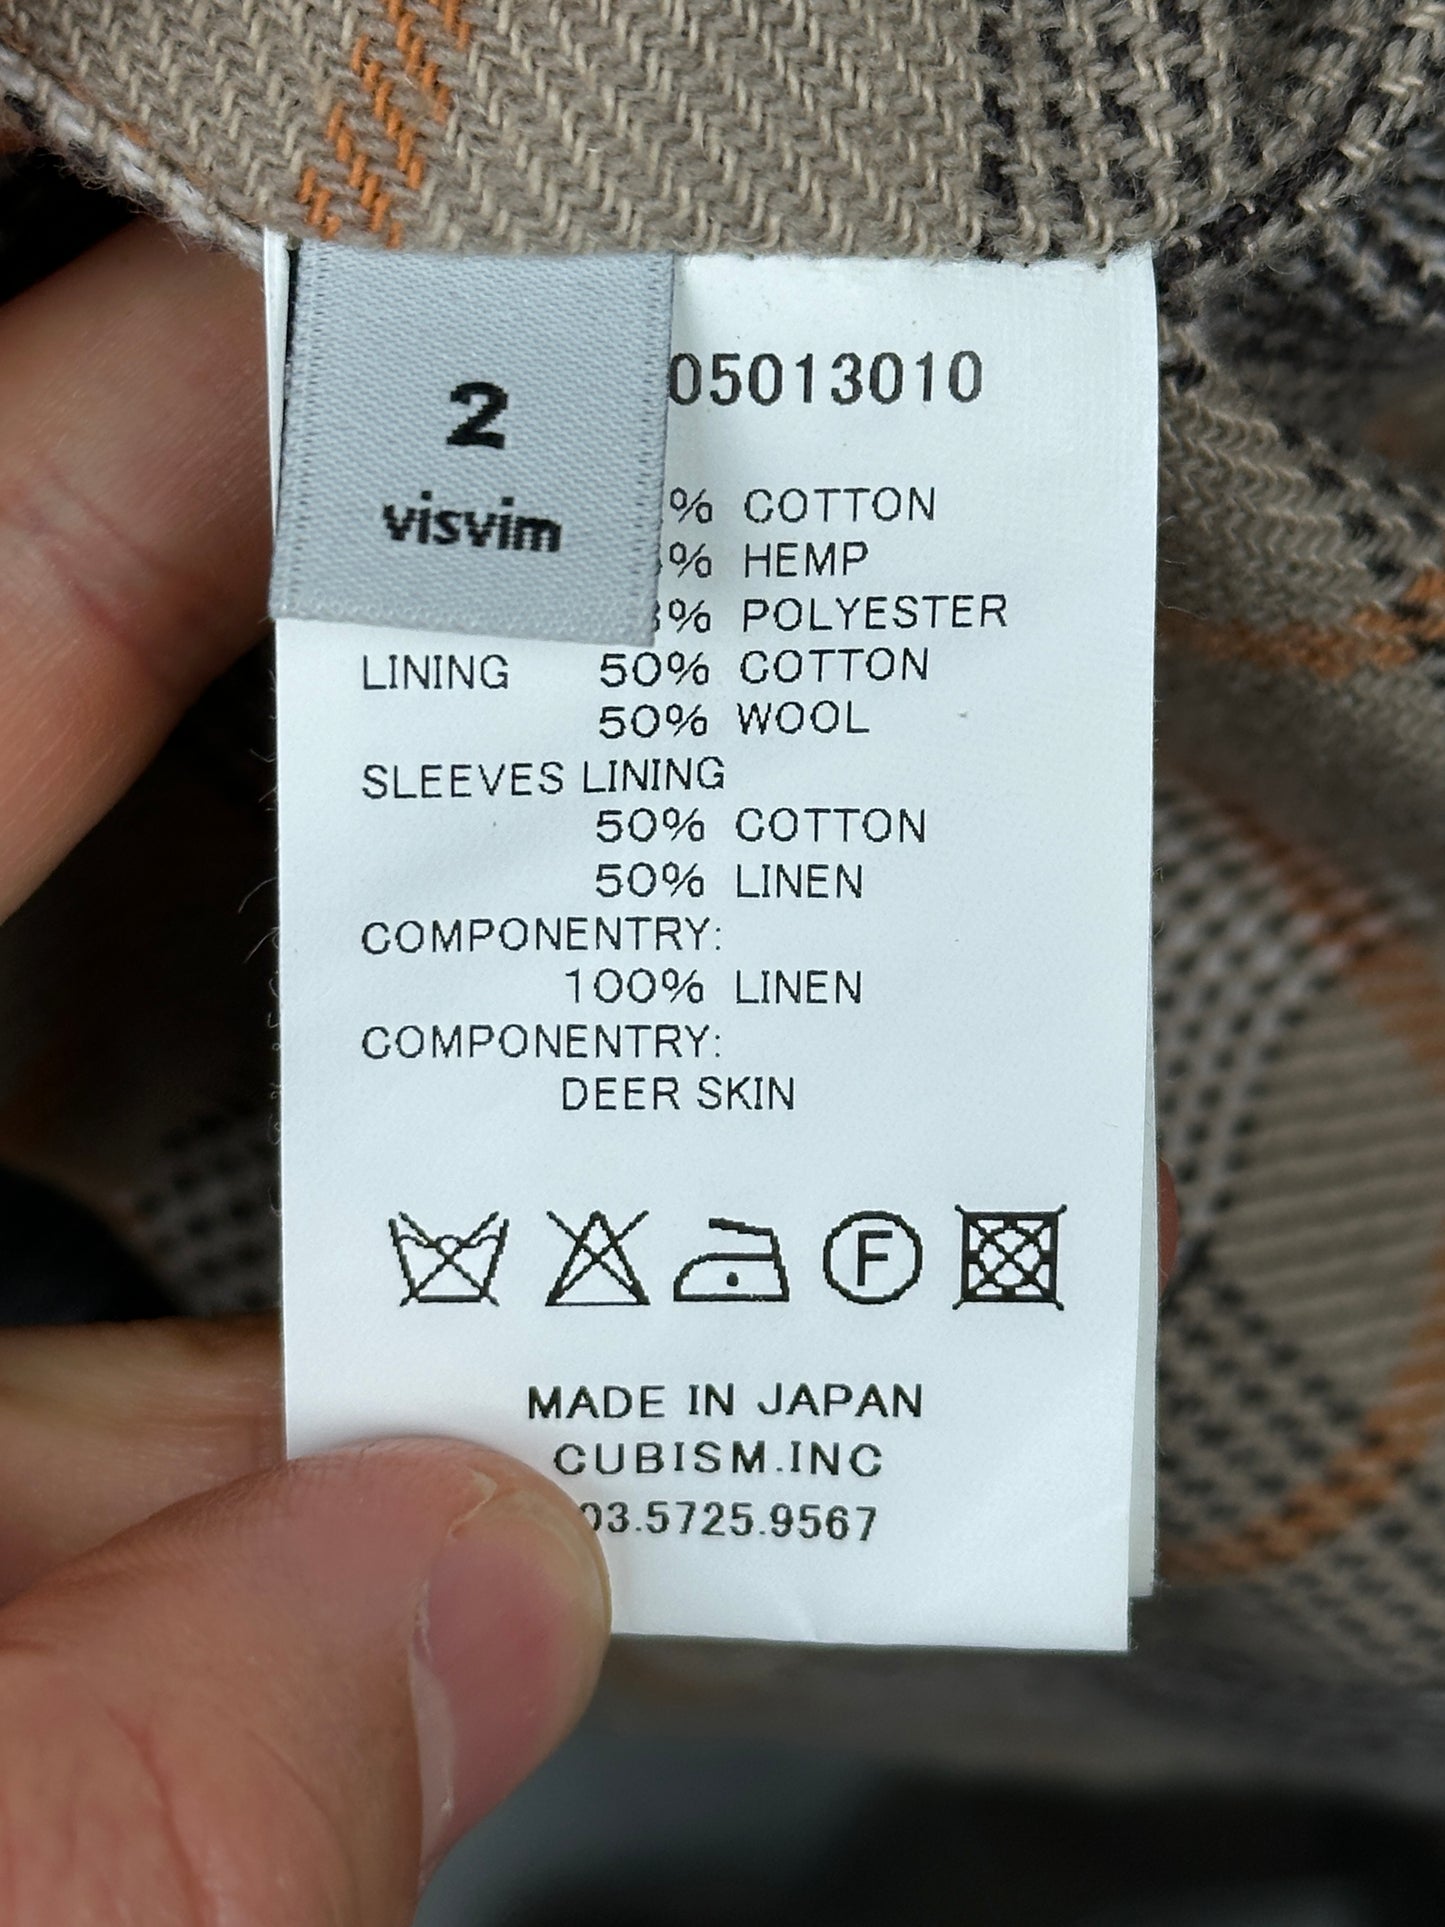 2
visvim
05013010
% COTTON
% HEMP
% POLYESTER
LINING 50% COTTON
50% WOOL
SLEEVES LINING
50% COTTON
50% LINEN
COMPONENTRY:
100% LINEN
COMPONENTRY:
DEER SKIN
F
MADE IN JAPAN
CUBISM.INC
03.5725.9567